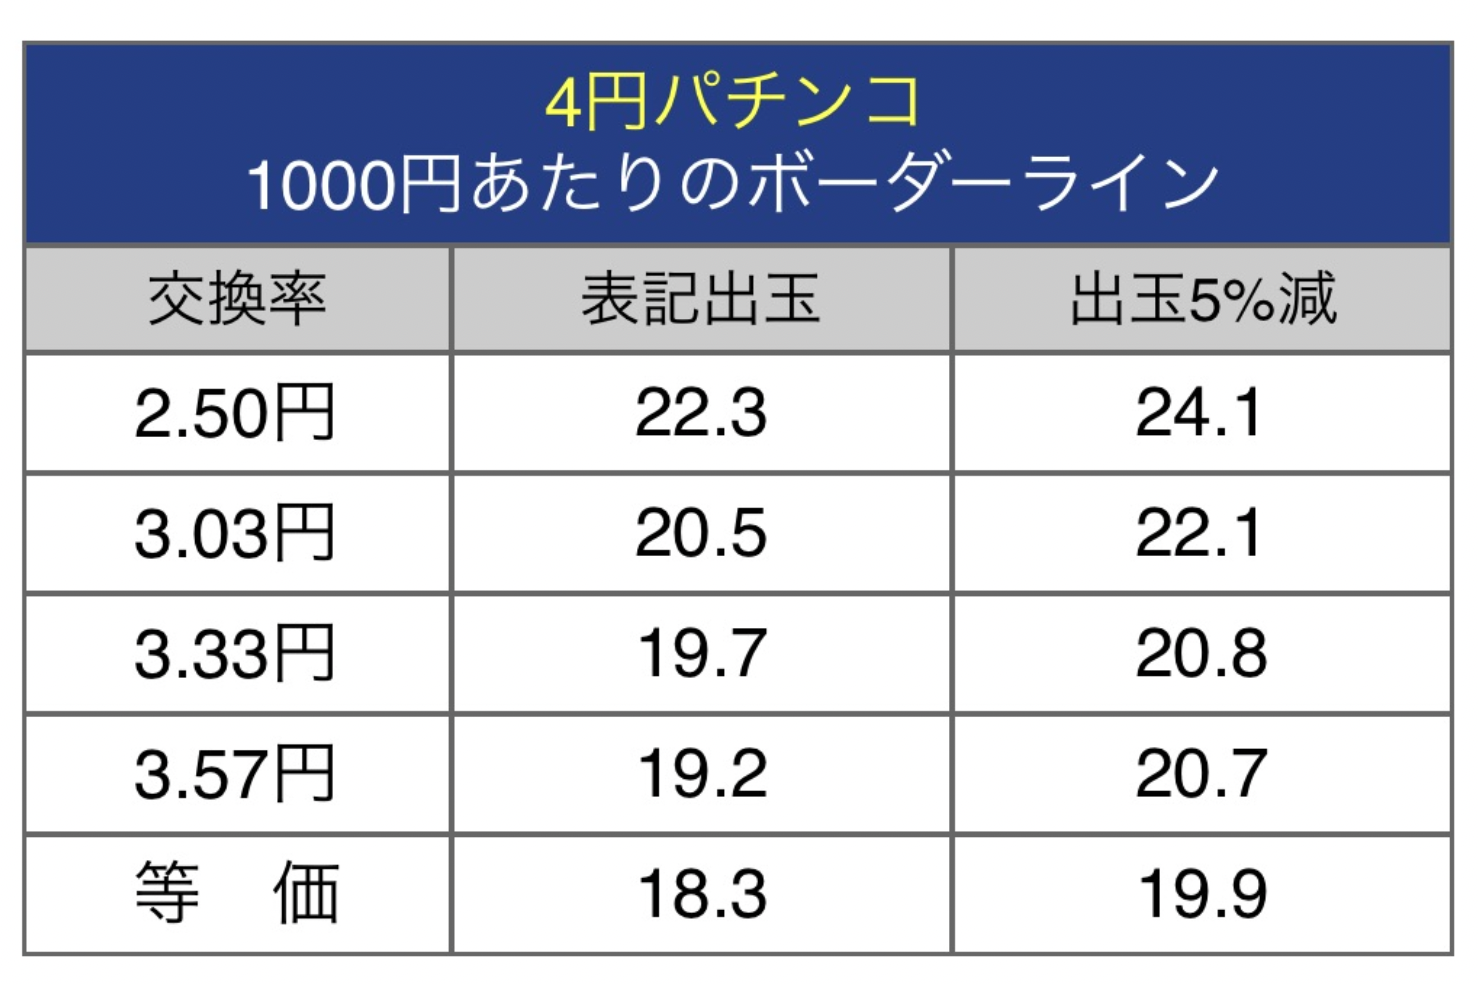 4円パチンコ
1000円あたりのボーダーライン
交換率 表記出玉 出玉5%減
2.50円 22.3 24.1
3.03円 20.5 22.1
3.33円 19.7 20.8
3.57円 19.2 20.7
等　価 18.3 19.9